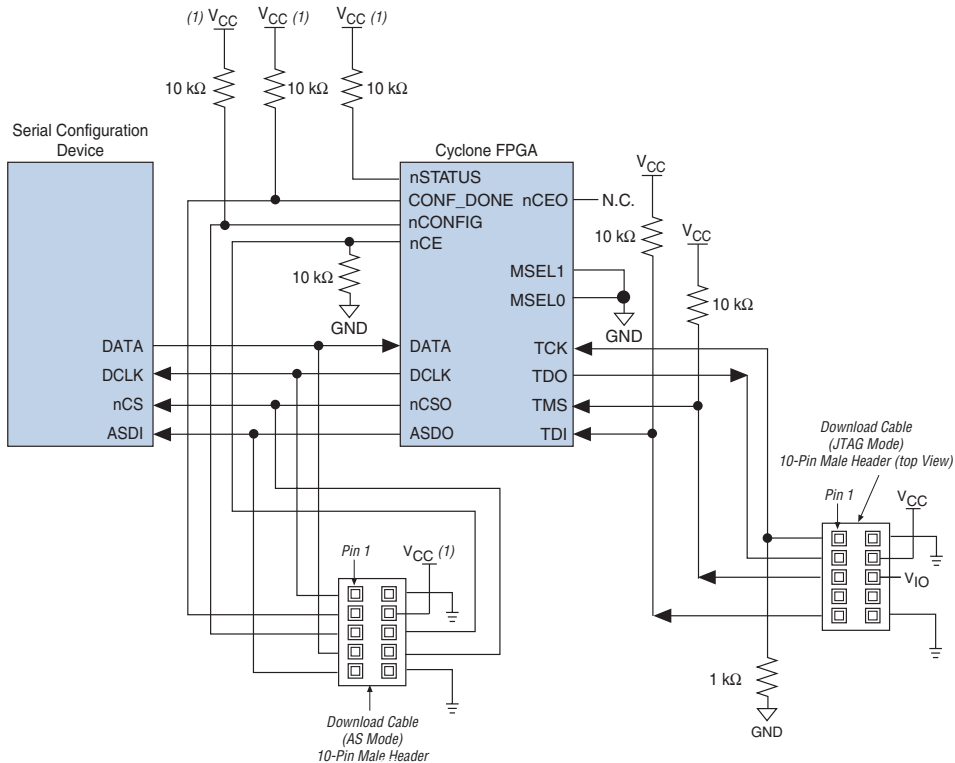 (1) VCC
VCC (1)
VCC (1)
10 kΩ
10 kΩ
10 kΩ
Serial Configuration
Device
Cyclone FPGA
nSTATUS
CONF_DONE
nCONFIG
nCE
nCEO
N.C.
MSEL1
MSEL0
GND
10 kΩ
GND
VCC
10 kΩ
VCC
10 kΩ
DATA
DCLK
nCS
ASDI
DATA
DCLK
nCSO
ASDO
TCK
TDO
TMS
TDI
Download Cable
(JTAG Mode)
10-Pin Male Header (top View)
Pin 1
VCC
VIO
Pin 1
VCC (1)
1 kΩ
GND
Download Cable
(AS Mode)
10-Pin Male Header